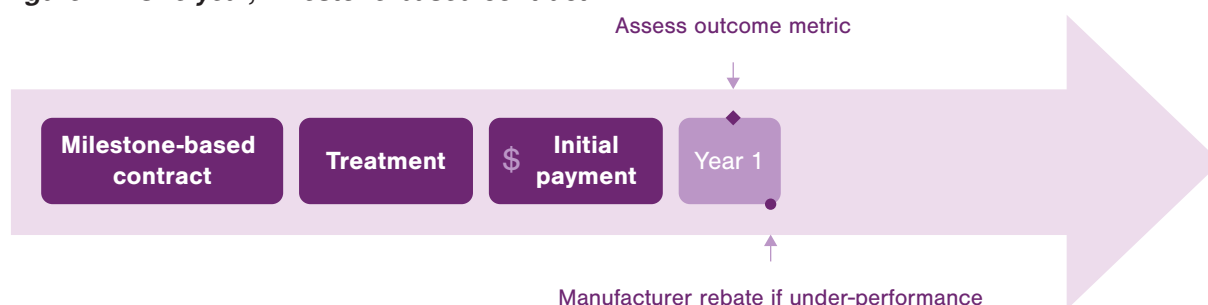 Assess outcome metric
Milestone-based
contract
Treatment
$
Initial
payment
Year 1
Manufacturer rebate if under-performance